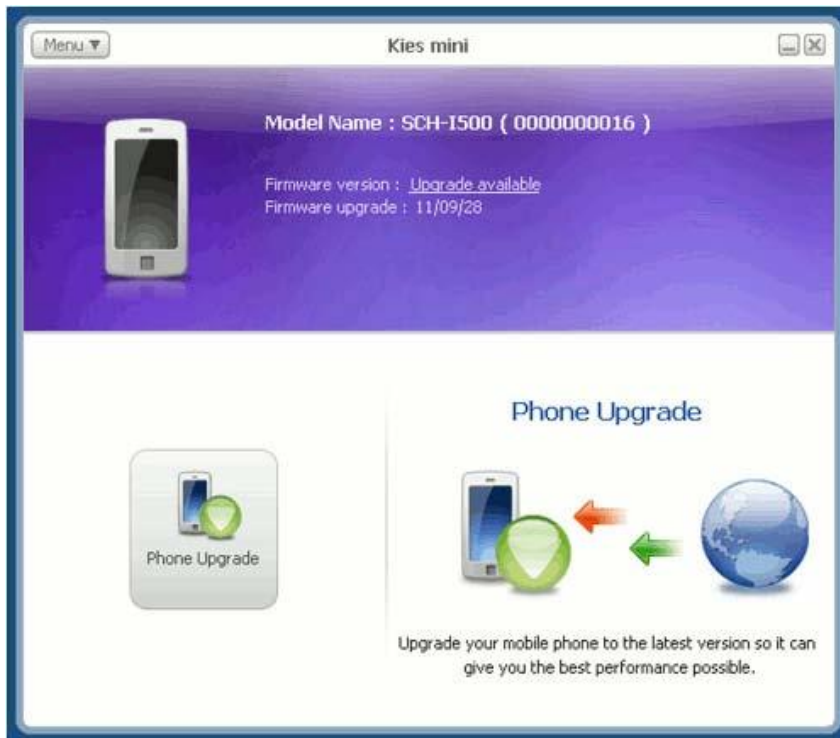 Menu ▼
Kies mini
Model Name : SCH-I500 ( 0000000016 )
Firmware version : Upgrade available
Firmware upgrade : 11/09/28
Phone Upgrade
Phone Upgrade
Upgrade your mobile phone to the latest version so it can
give you the best performance possible.